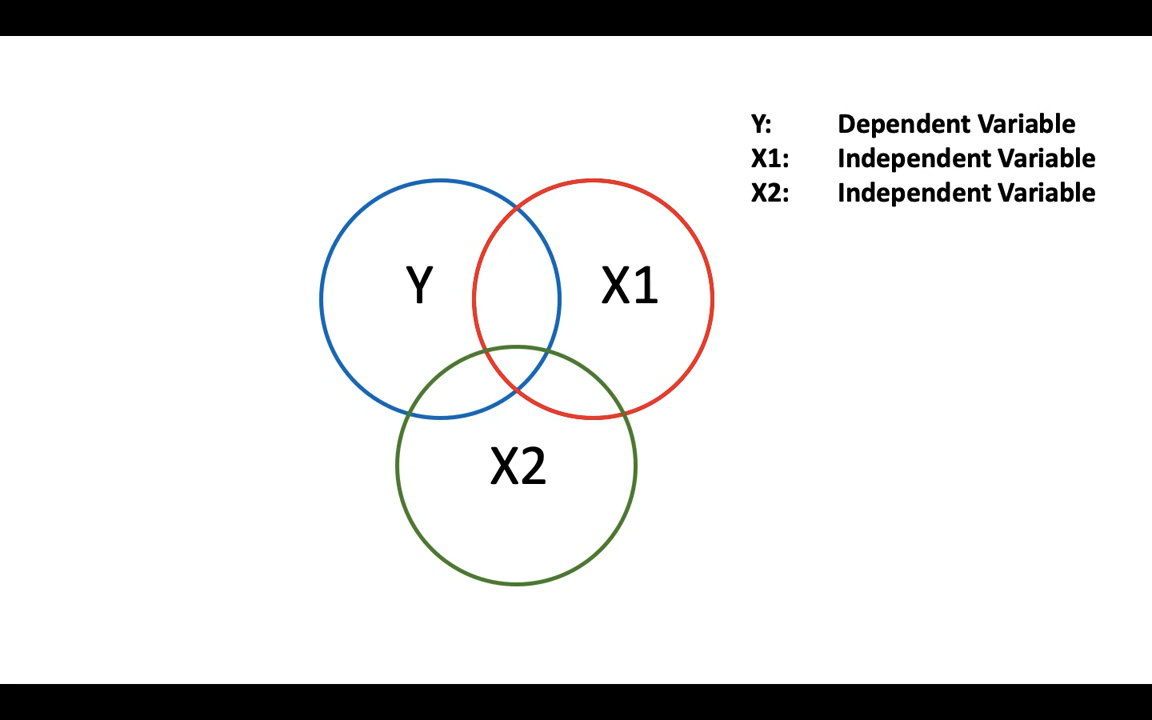 Y: Dependent Variable
X1: Independent Variable
X2: Independent Variable
Y
X1
X2